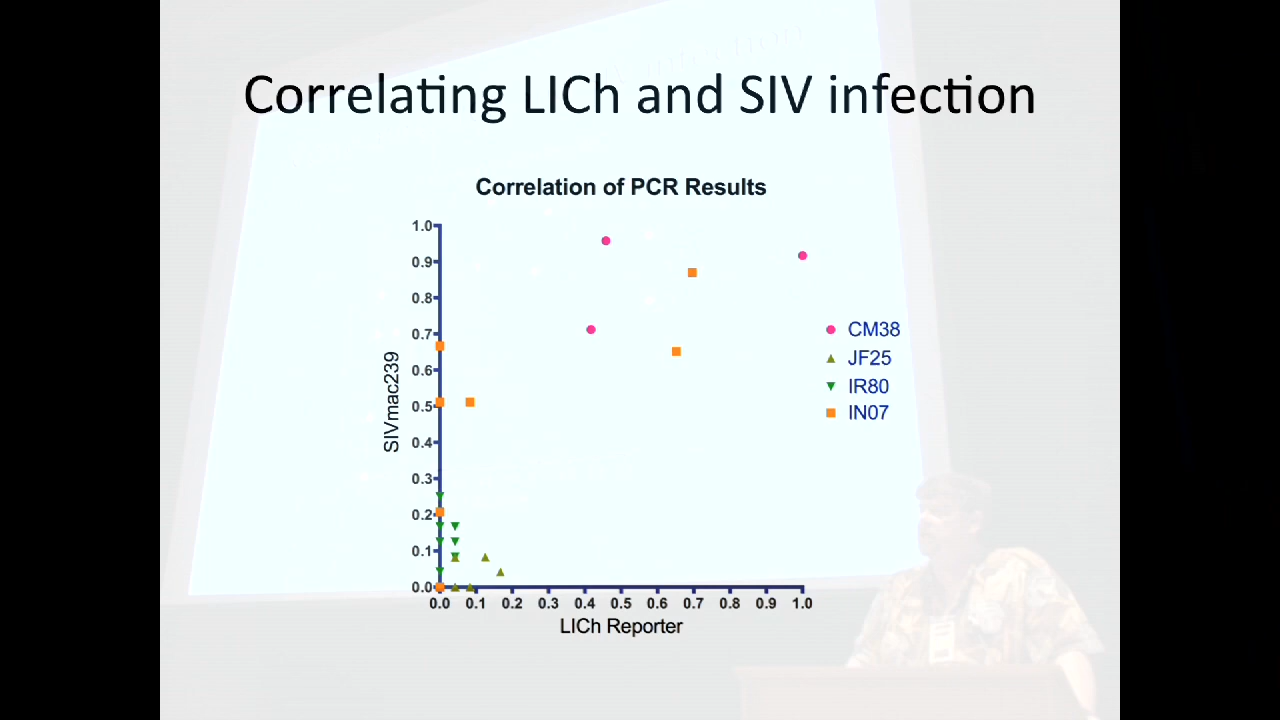 Correlating LICh and SIV infection
Correlation of PCR Results
1.0
0.9
0.8
0.7
0.6
0.5
0.4
0.3
0.2
0.1
0.0
SIVmac239
0.0 0.1 0.2 0.3 0.4 0.5 0.6 0.7 0.8 0.9 1.0
LICh Reporter
CM38
JF25
IR80
IN07